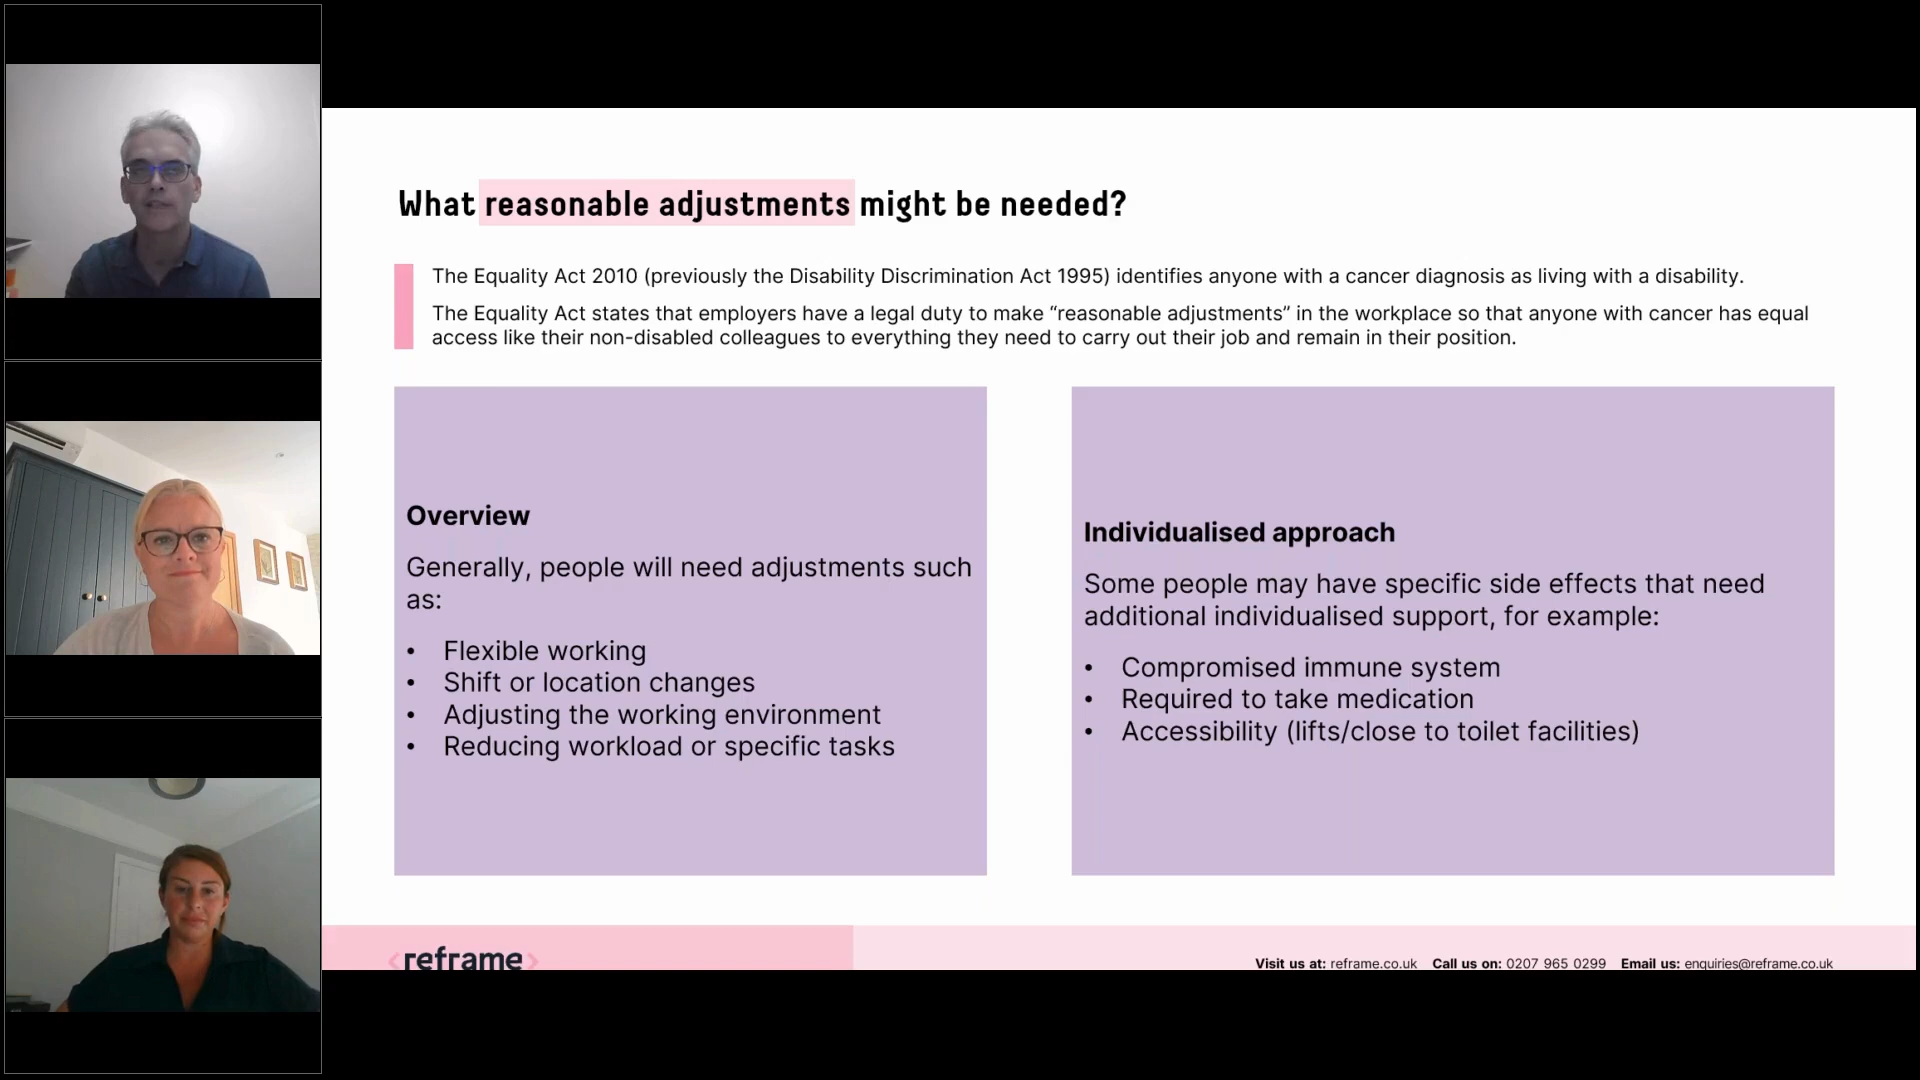 What reasonable adjustments might be needed?
The Equality Act 2010 (previously the Disability Discrimination Act 1995) identifies anyone with a cancer diagnosis as living with a disability.
The Equality Act states that employers have a legal duty to make “reasonable adjustments” in the workplace so that anyone with cancer has equal
access like their non-disabled colleagues to everything they need to carry out their job and remain in their position.
Overview
Generally, people will need adjustments such
as:
• Flexible working
• Shift or location changes
• Adjusting the working environment
• Reducing workload or specific tasks
Individualised approach
Some people may have specific side effects that need
additional individualised support, for example:
• Compromised immune system
• Required to take medication
• Accessibility (lifts/close to toilet facilities)
<reframe>
Visit us at: reframe.co.uk Call us on: 0207 965 0299 Email us: enquiries@reframe.co.uk